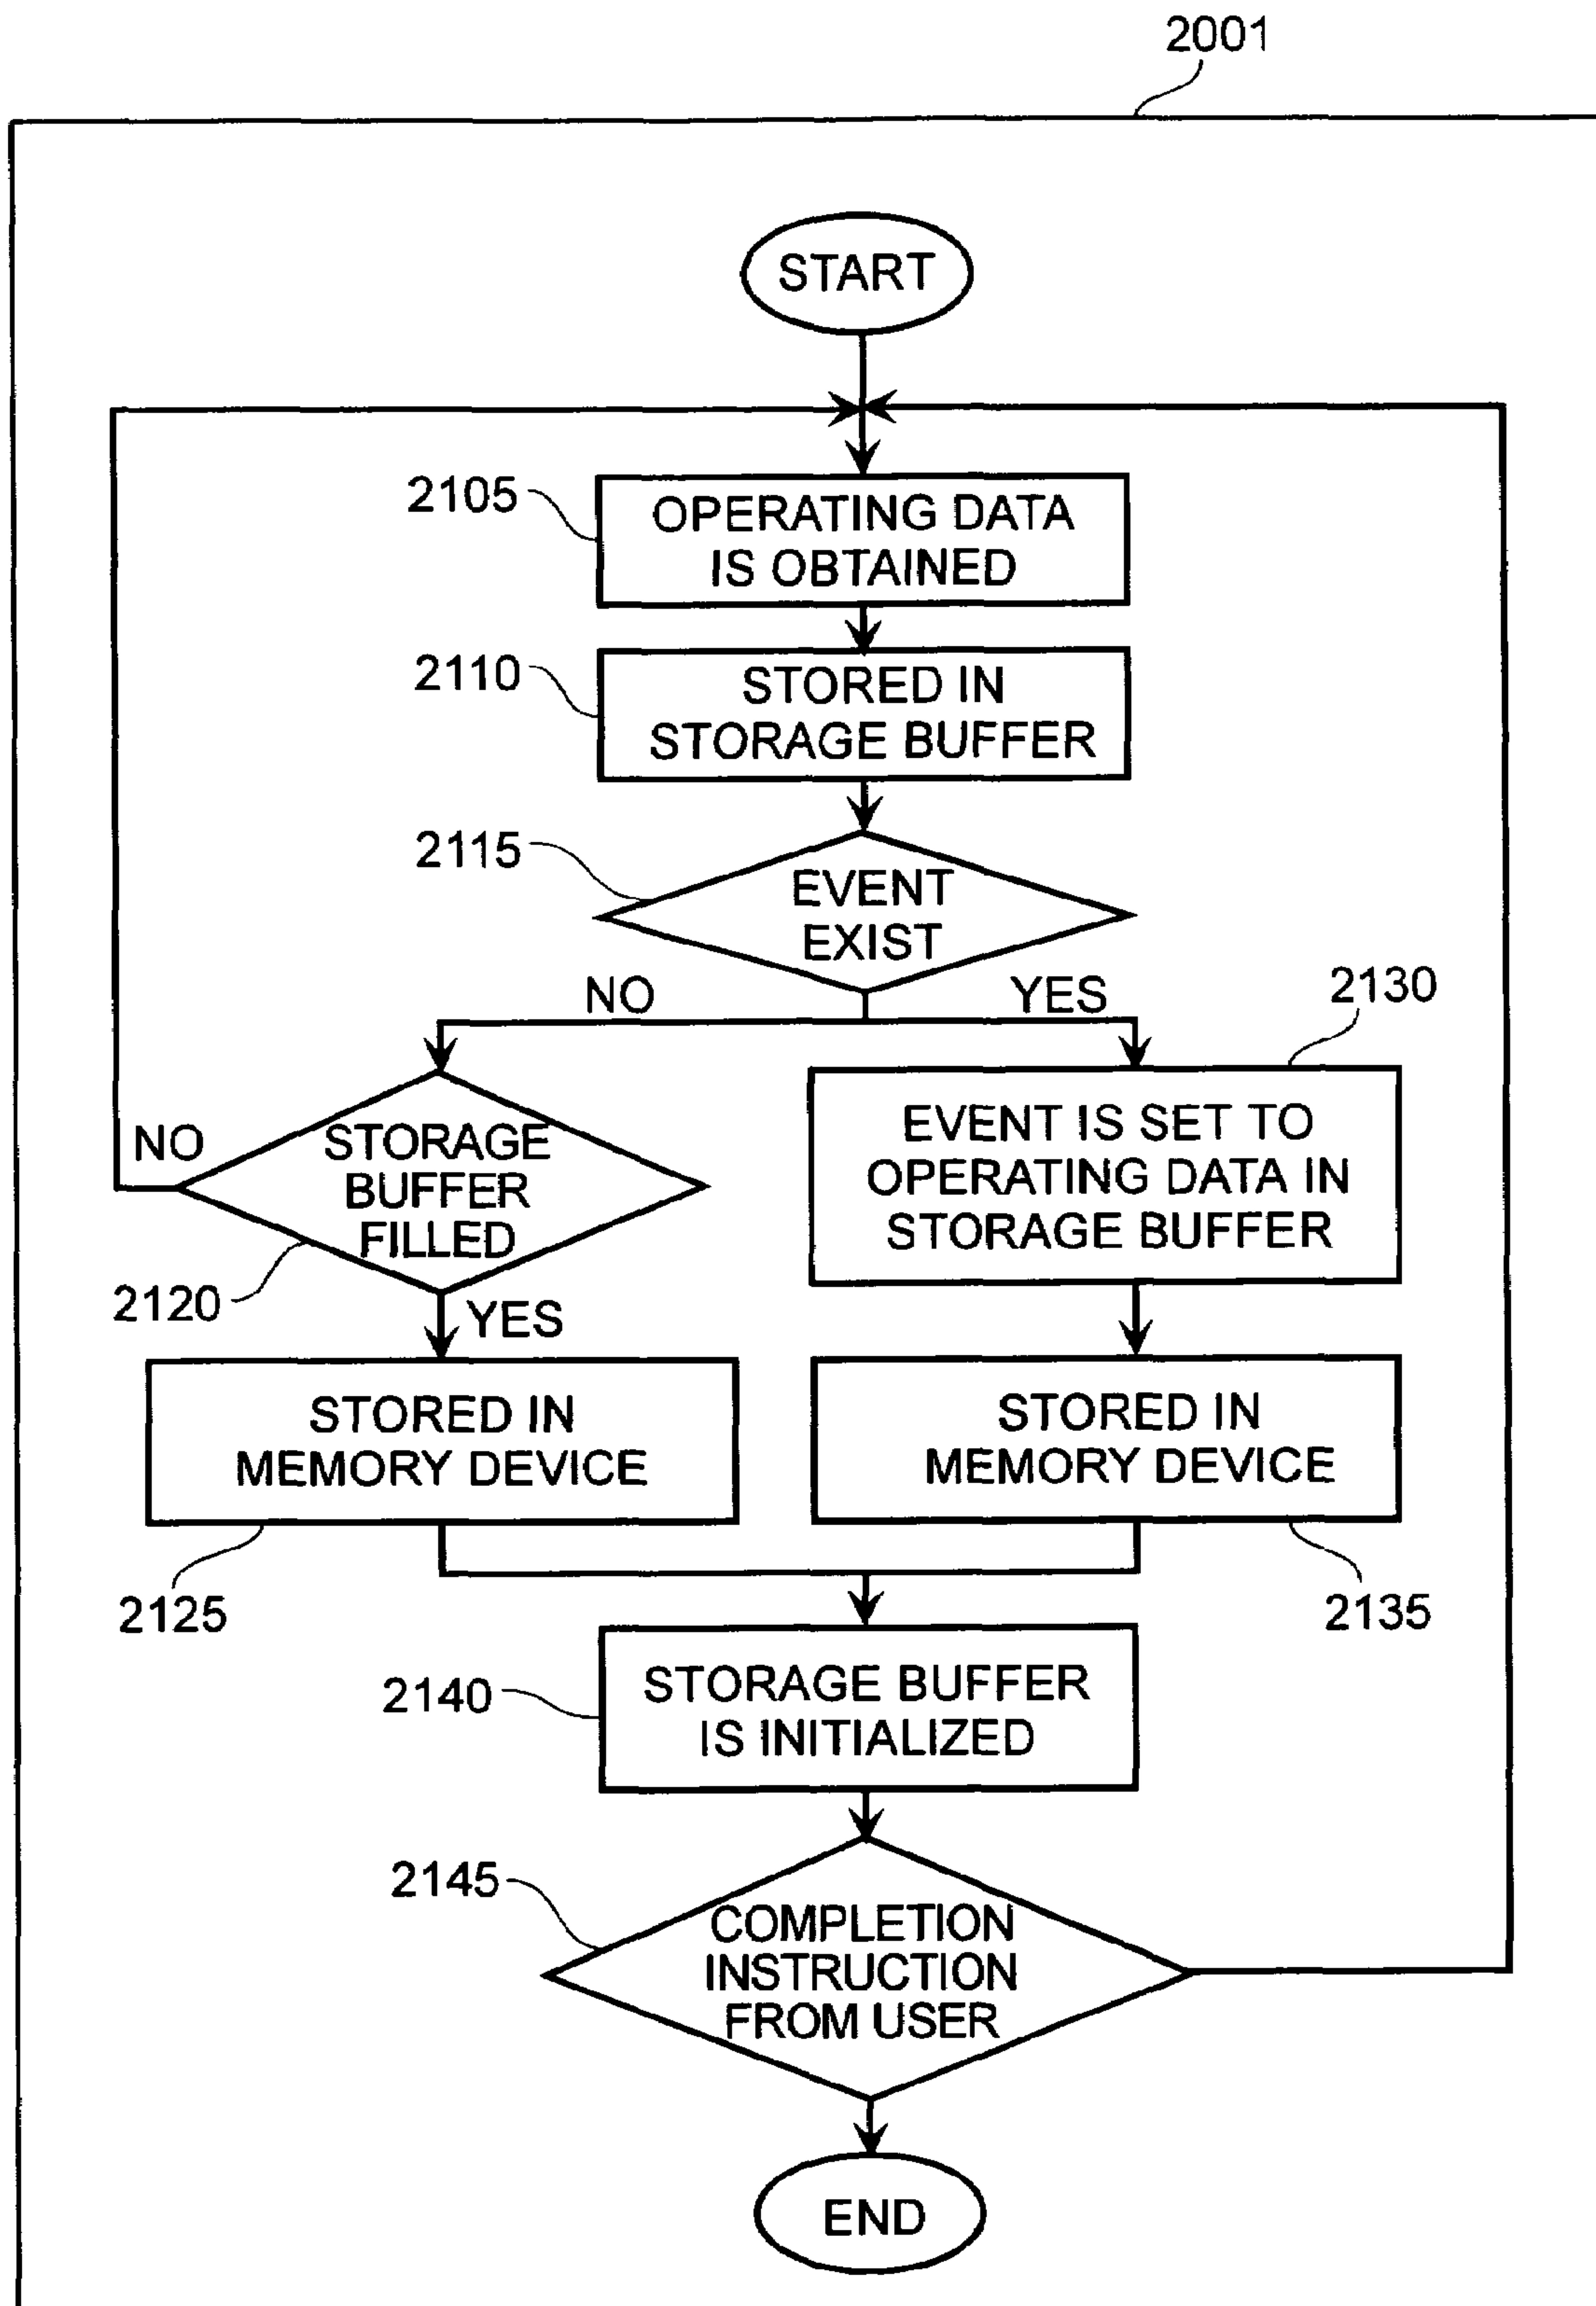 2001
START
2105
OPERATING DATA
IS OBTAINED
2110
STORED IN
STORAGE BUFFER
2115
EVENT
EXIST
NO
YES
2130
NO
STORAGE
BUFFER
FILLED
2120
YES
EVENT IS SET TO
OPERATING DATA IN
STORAGE BUFFER
STORED IN
MEMORY DEVICE
2125
STORED IN
MEMORY DEVICE
2135
2140
STORAGE BUFFER
IS INITIALIZED
2145
COMPLETION
INSTRUCTION
FROM USER
END